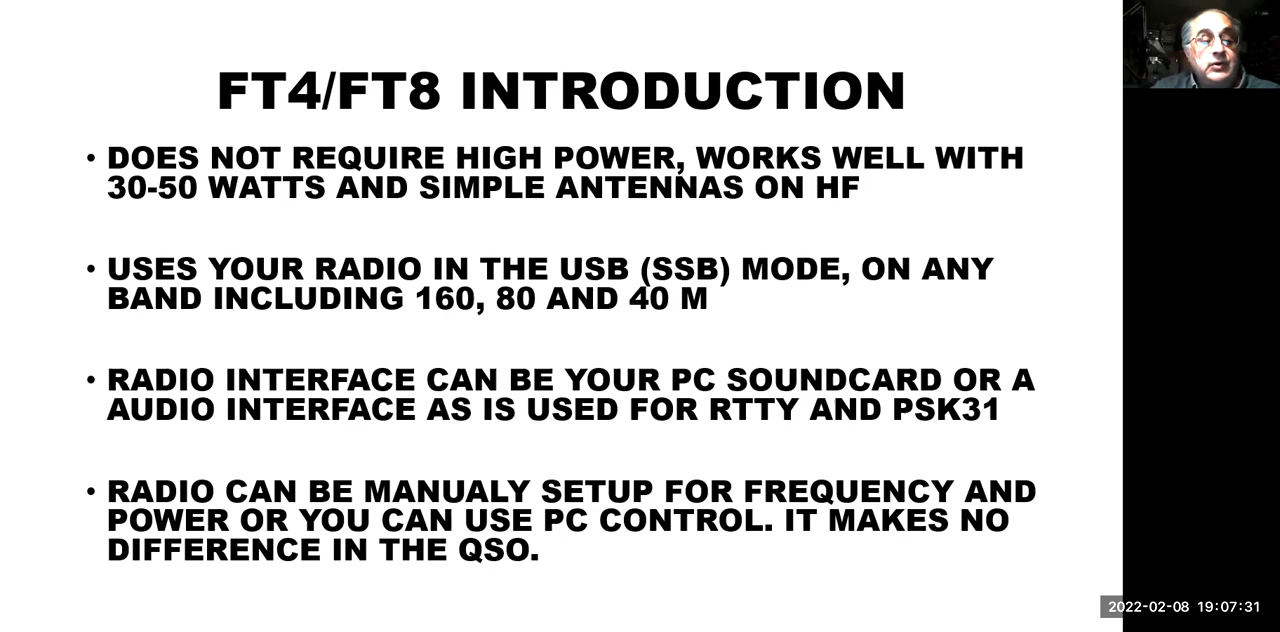 FT4/FT8 INTRODUCTION
• DOES NOT REQUIRE HIGH POWER, WORKS WELL WITH
30-50 WATTS AND SIMPLE ANTENNAS ON HF
• USES YOUR RADIO IN THE USB (SSB) MODE, ON ANY
BAND INCLUDING 160, 80 AND 40 M
• RADIO INTERFACE CAN BE YOUR PC SOUNDCARD OR A
AUDIO INTERFACE AS IS USED FOR RTTY AND PSK31
• RADIO CAN BE MANUALY SETUP FOR FREQUENCY AND
POWER OR YOU CAN USE PC CONTROL. IT MAKES NO
DIFFERENCE IN THE QSO.
2022-02-08 19:07:31